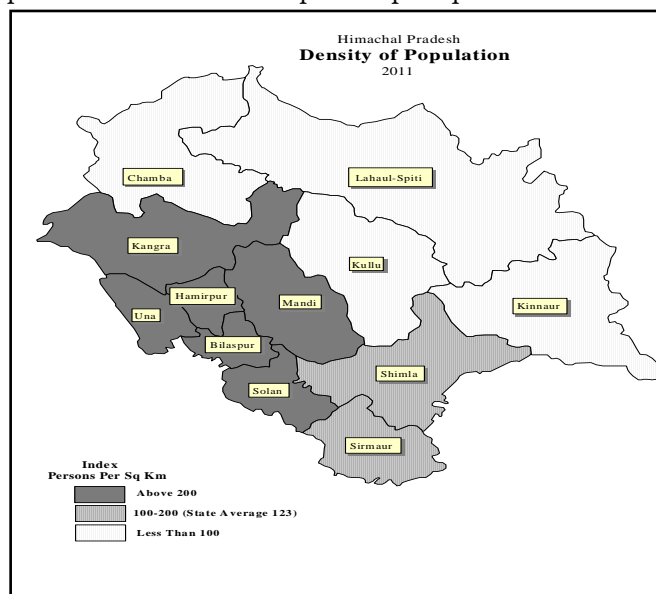 Himachal Pradesh
Density of Population
2011
Chamba
Lahaul-Spiti
Kangra
Kullu
Kinnaur
Hamirpur
Mandi
Una
Bilaspur
Shimla
Solan
Sirmaur
Index
Persons Per Sq Km
Above 200
100-200 (State Average 123)
Less Than 100